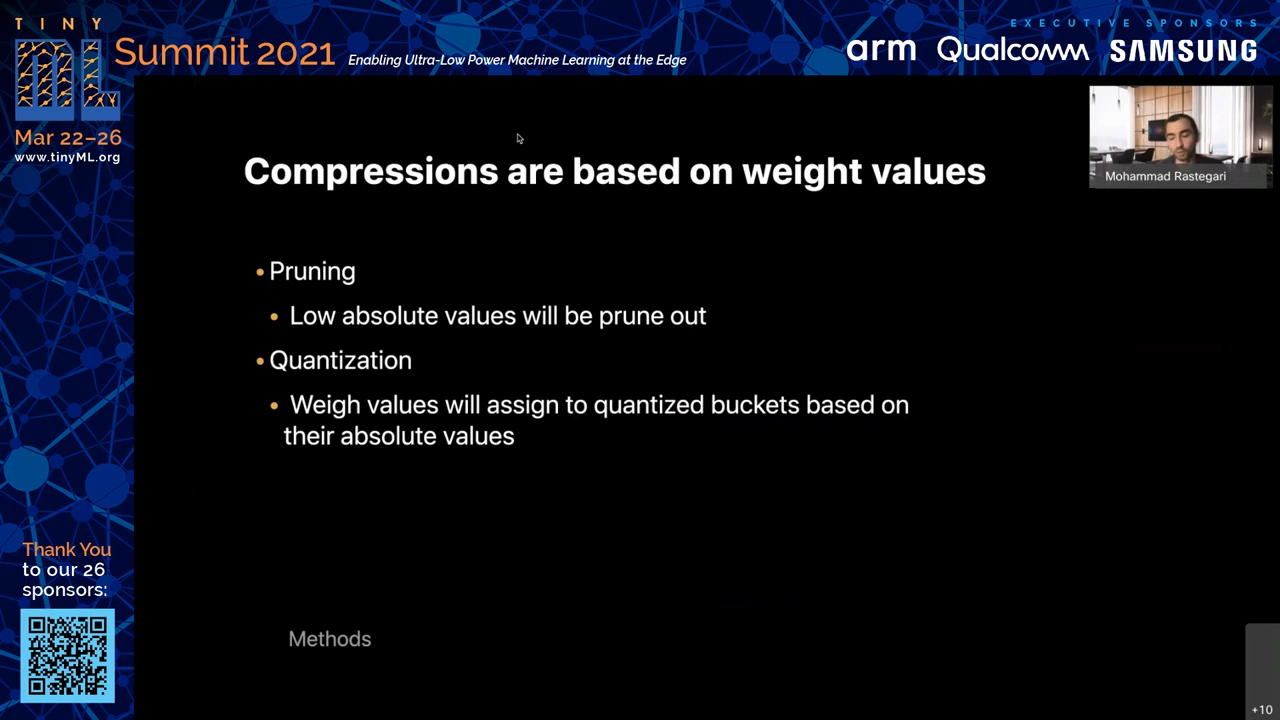 TINY
ML
Summit 2021
Enabling Ultra-Low Power Machine Learning at the Edge
Mar 22–26
www.tinyML.org
EXECUTIVE SPONSORS
arm Qualcomm SAMSUNG
Mohammad Rastegari
Compressions are based on weight values
• Pruning
• Low absolute values will be prune out
• Quantization
• Weigh values will assign to quantized buckets based on
their absolute values
Methods
Thank You
to our 26
sponsors:
+10